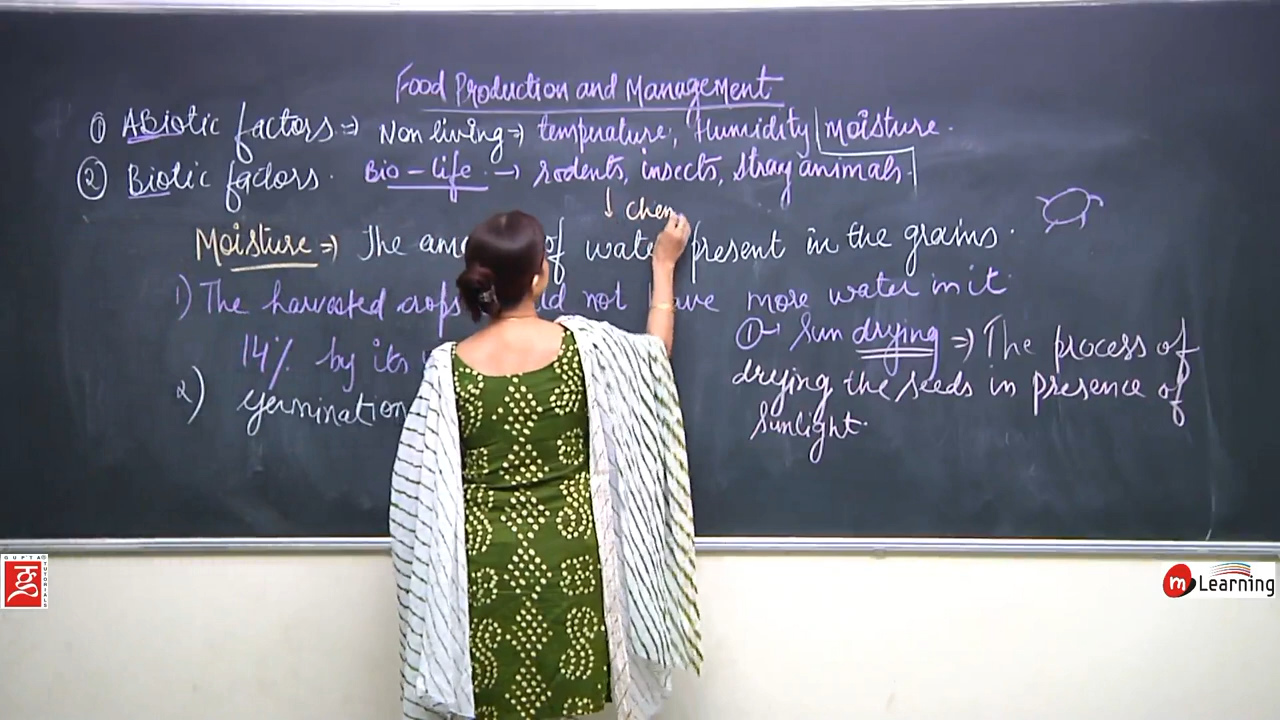 Food Production and Management
① ABiotic factors => Non living => temperature, Humidity moisture.
② Biotic factors. Bio - life. → rodents, insects, stray animals.
↓ chem
Moisture => The of water present in the grains.
1) The harvested crops not have more water in it
14% by its
2) germination
①→ Sun drying => The process of
drying the seeds in presence of
sunlight.
GUPTA TUTORIALS
m Learning